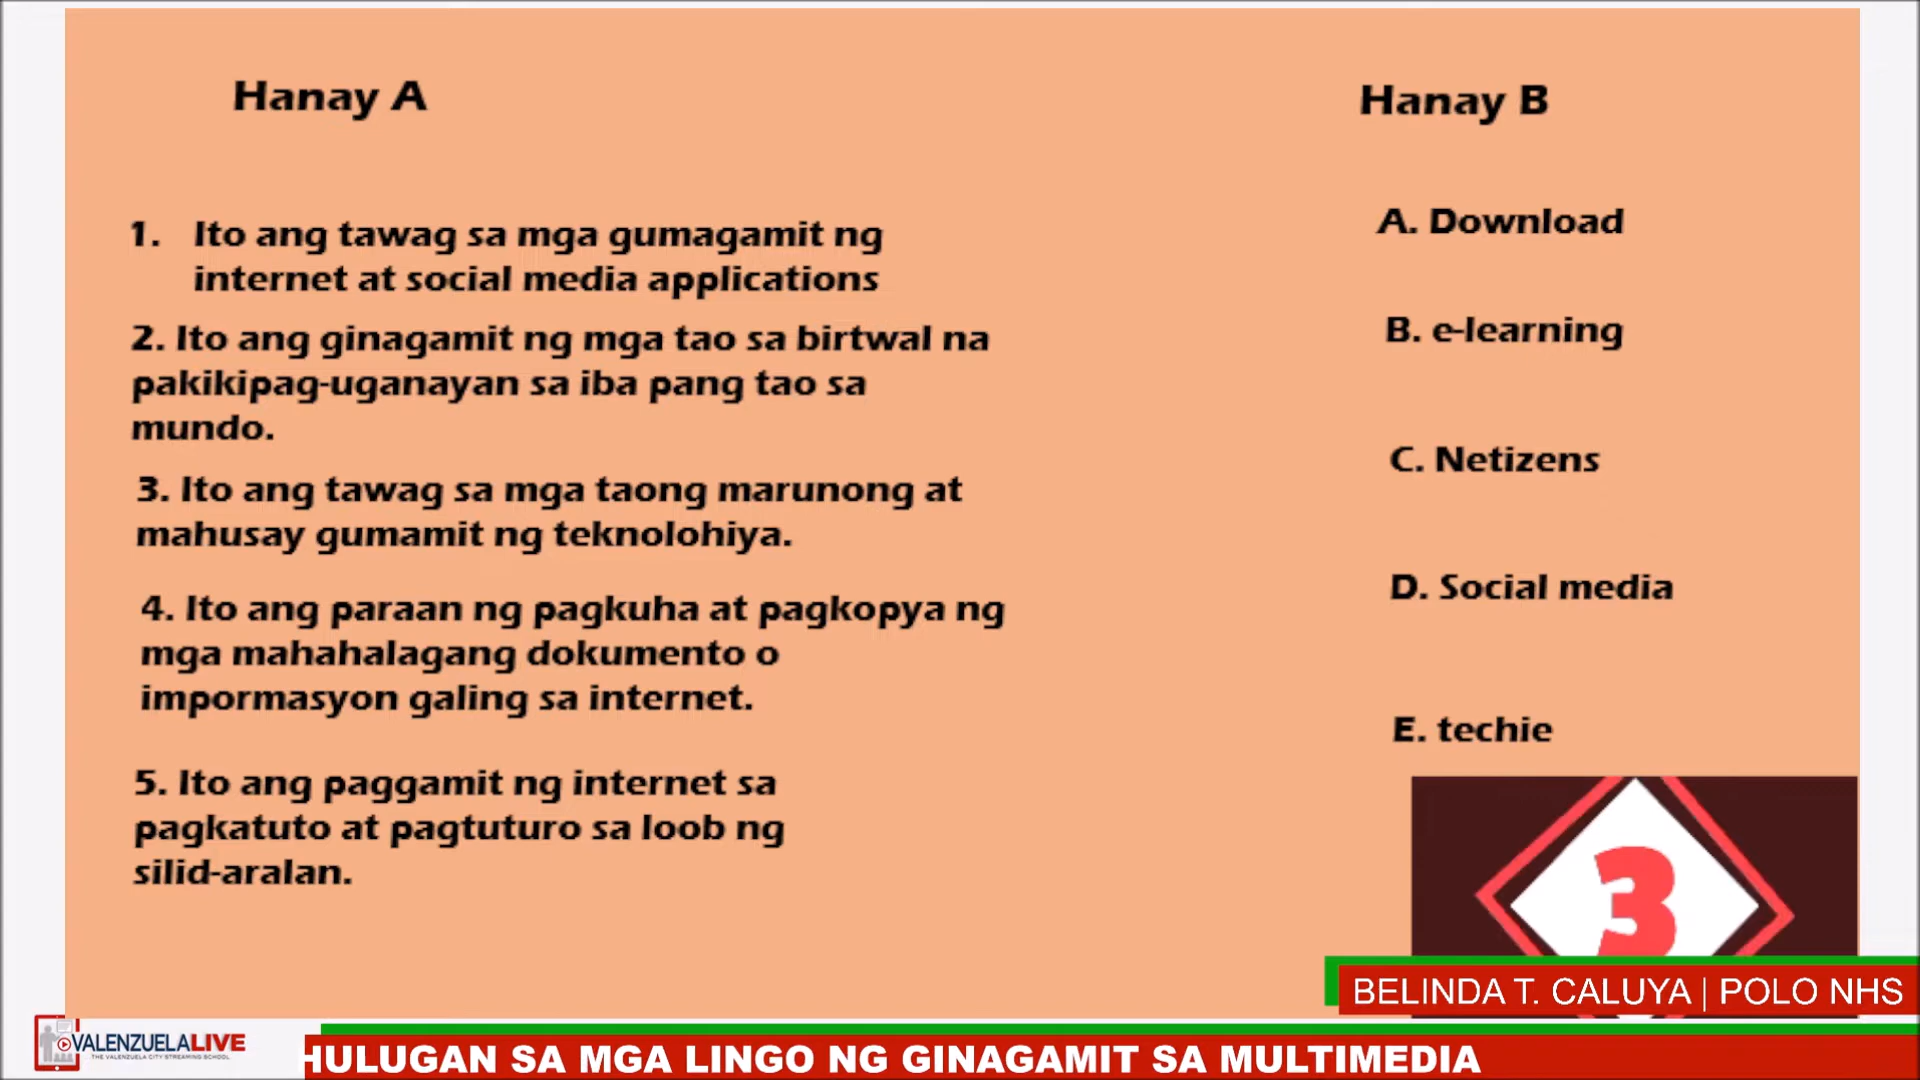 Hanay A
Hanay B
1. Ito ang tawag sa mga gumagamit ng
internet at social media applications
2. Ito ang ginagamit ng mga tao sa birtwal na
pakikipag-uganayan sa iba pang tao sa
mundo.
3. Ito ang tawag sa mga taong marunong at
mahusay gumamit ng teknolohiya.
4. Ito ang paraan ng pagkuha at pagkopya ng
mga mahahalagang dokumento o
impormasyon galing sa internet.
5. Ito ang paggamit ng internet sa
pagkatuto at pagtuturo sa loob ng
silid-aralan.
A. Download
B. e-learning
C. Netizens
D. Social media
E. techie
3
BELINDA T. CALUYA | POLO NHS
VALENZUELALIVE
THE VALENZUELA CITY STREAMING SCHOOL
HULUGAN SA MGA LINGO NG GINAGAMIT SA MULTIMEDIA